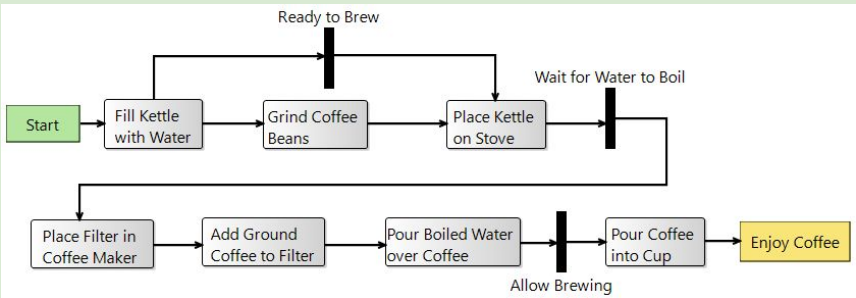 Ready to Brew
Wait for Water to Boil
Start
Fill Kettle
with Water
Grind Coffee
Beans
Place Kettle
on Stove
Place Filter in
Coffee Maker
Add Ground
Coffee to Filter
Pour Boiled Water
over Coffee
Allow Brewing
Pour Coffee
into Cup
Enjoy Coffee